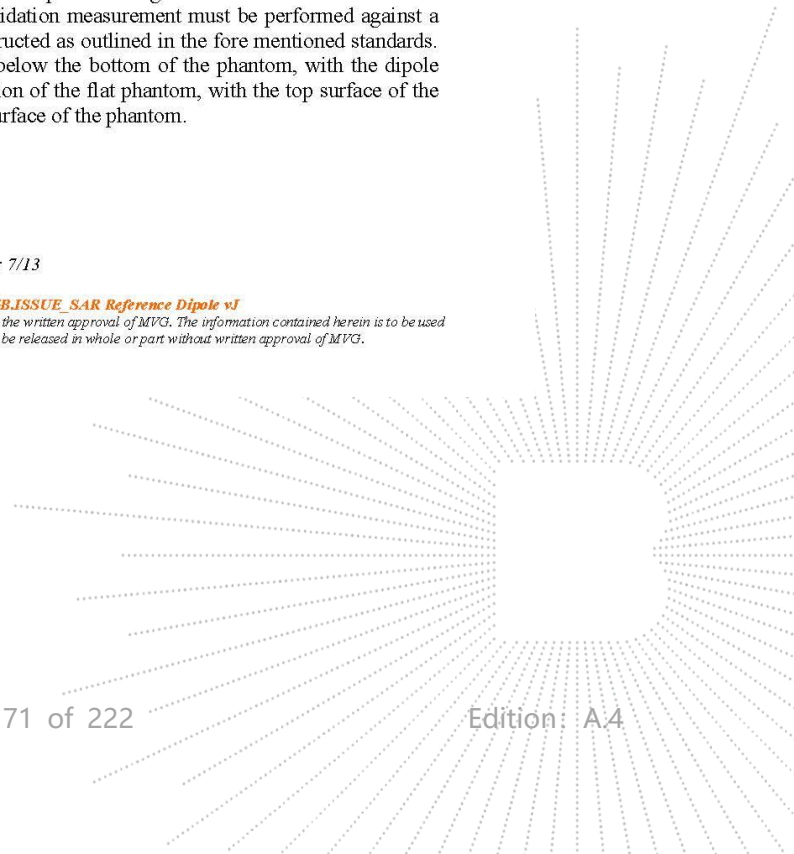 idation measurement must be performed against a
ructed as outlined in the fore mentioned standards.
below the bottom of the phantom, with the dipole
ion of the flat phantom, with the top surface of the
urface of the phantom.
: 7/13
B.ISSUE_SAR Reference Dipole vJ
the written approval of MVG. The information contained herein is to be used
be released in whole or part without written approval of MVG.
71 of 222 Edition: A.4